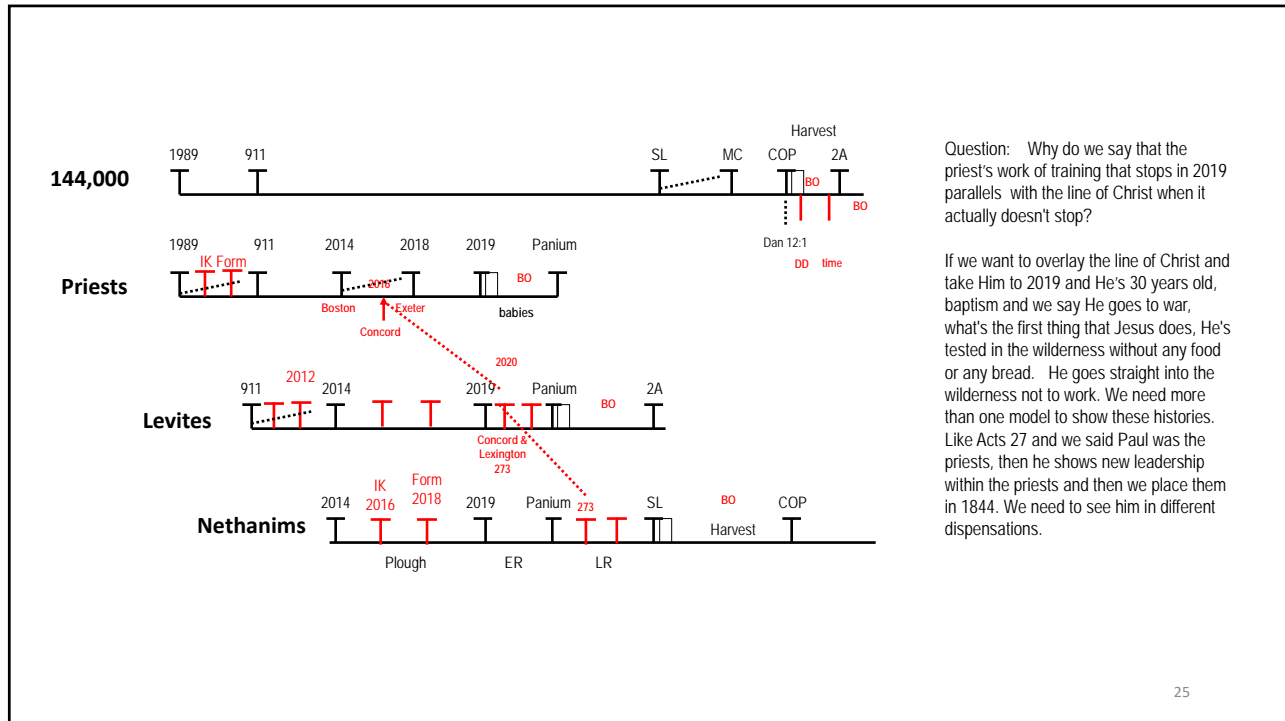 Harvest
1989 911 SL MC COP 2A
144,000
BO
BO
Dan 12:1
DD time
1989 911 2014 2018 2019 Panium
IK Form
BO
Priests
2018
Boston Exeter
babies
Concord
2020
911 2012 2014 2019 Panium 2A
BO
Levites
Concord &
Lexington
273
IK Form
2016 2018
2014 2019 Panium 273 SL BO COP
Nethanims
Harvest
Plough ER LR
Question: Why do we say that the
priest's work of training that stops in 2019
parallels with the line of Christ when it
actually doesn't stop?
If we want to overlay the line of Christ and
take Him to 2019 and He's 30 years old,
baptism and we say He goes to war,
what's the first thing that Jesus does, He's
tested in the wilderness without any food
or any bread. He goes straight into the
wilderness not to work. We need more
than one model to show these histories.
Like Acts 27 and we said Paul was the
priests, then he shows new leadership
within the priests and then we place them
in 1844. We need to see him in different
dispensations.
25